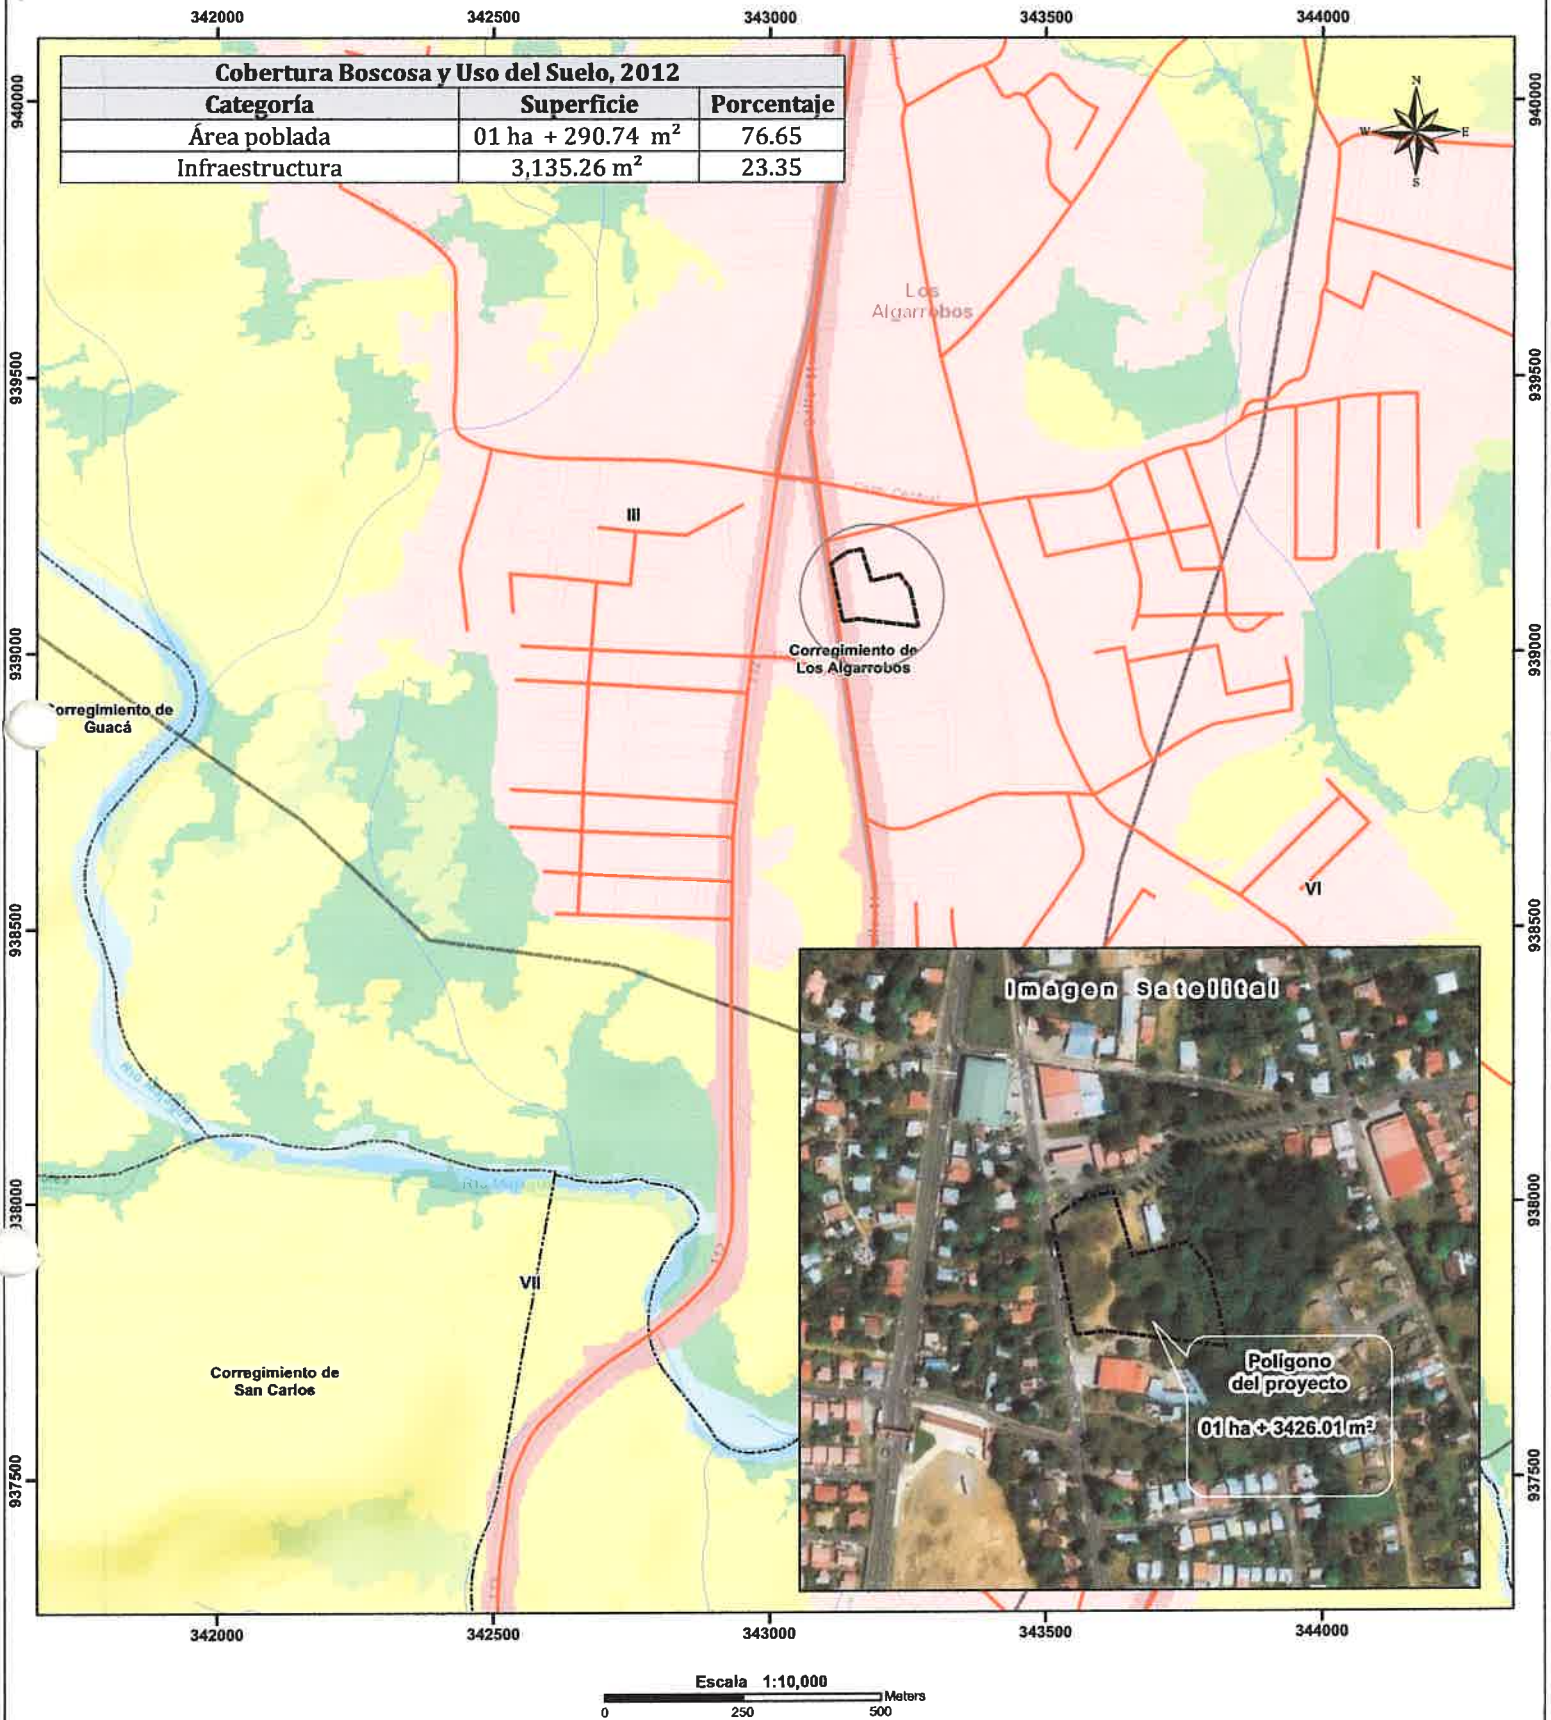 342000 342500 343000 343500 344000
Cobertura Boscosa y Uso del Suelo, 2012
Categoría Superficie Porcentaje
Área poblada 01 ha + 290.74 m² 76.65
Infraestructura 3,135.26 m² 23.35
N
W E
S
940000
940000
Los
Algarrobos
939500
939500
III
Corregimiento de
Los Algarrobos
939000
939000
Corregimiento de
Guacá
VI
938500
938500
Imagen Satelital
938000
938000
VII
Corregimiento de
San Carlos
Polígono
del proyecto
01 ha + 3426.01 m²
937500
937500
342000 342500 343000 343500 344000
Escala 1:10,000
Meters
0 250 500